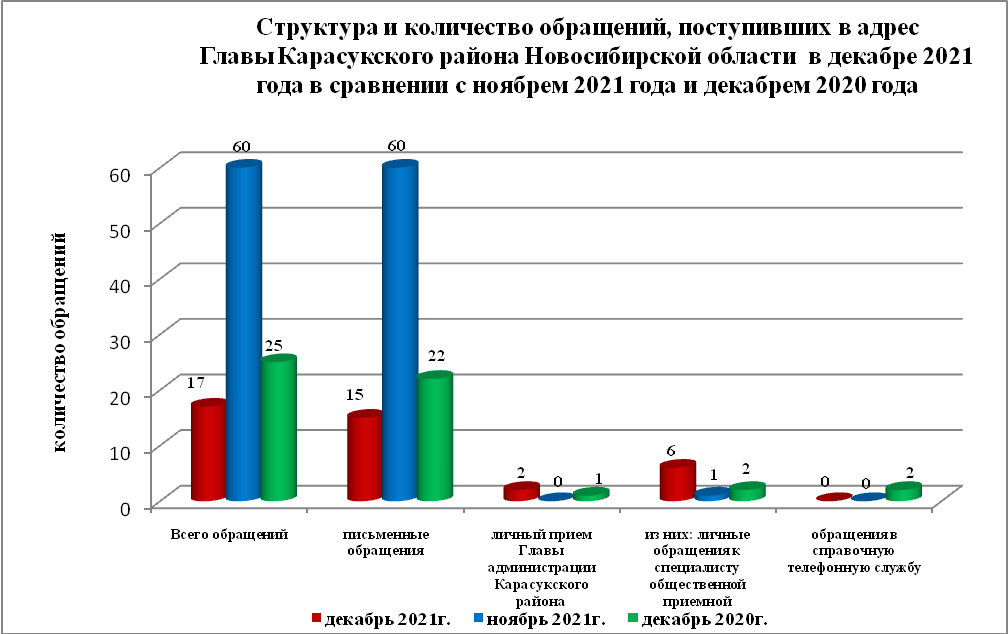 Структура и количество обращений, поступивших в адрес
Главы Карасукского района Новосибирской области в декабре 2021
года в сравнении с ноябрем 2021 года и декабрем 2020 года
количество обращений
60
50
40
30
20
10
0
17
60
25
15
60
22
2
0
1
6
1
2
0
0
2
Всего обращений
письменные
обращения
личный прием
Главы
администрации
Карасукского
района
из них: личные
обращения к
специалисту
общественной
приемной
обращения в
справочную
телефонную службу
декабрь 2021г.
ноябрь 2021г.
декабрь 2020г.